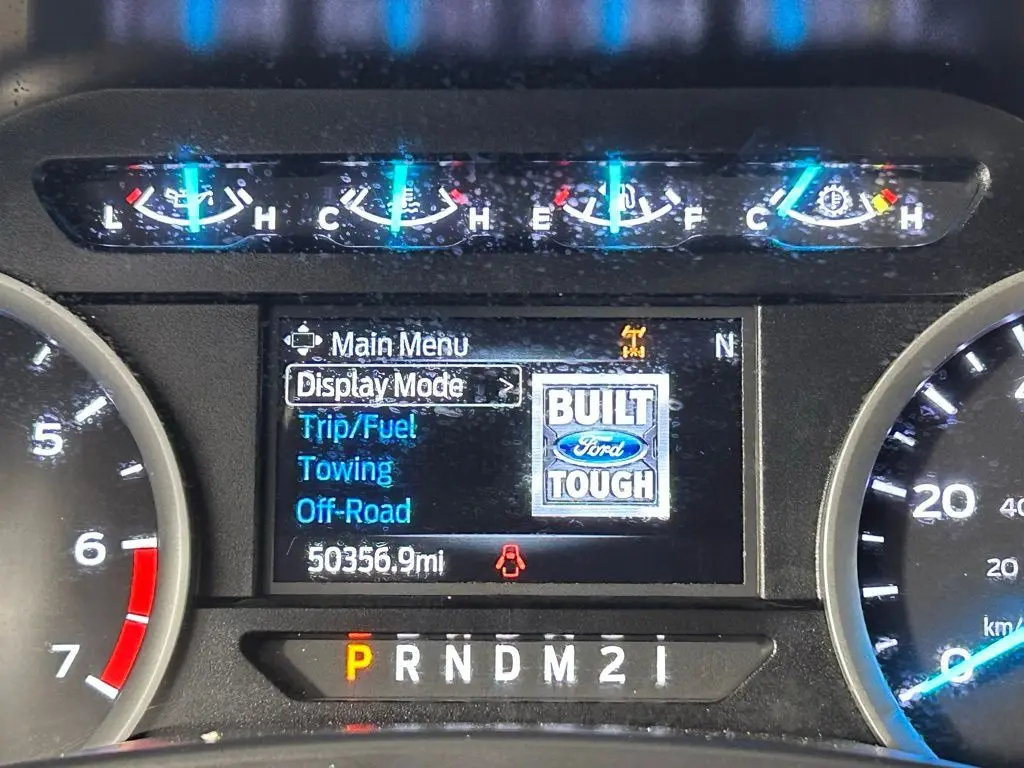 L H C H E F C H
Main Menu N
Display Mode >
Trip/Fuel
Towing
Off-Road
BUILT
Ford
TOUGH
50356.9mi
P R N D M 2 1
5
6
7
20
40
20
km/
0